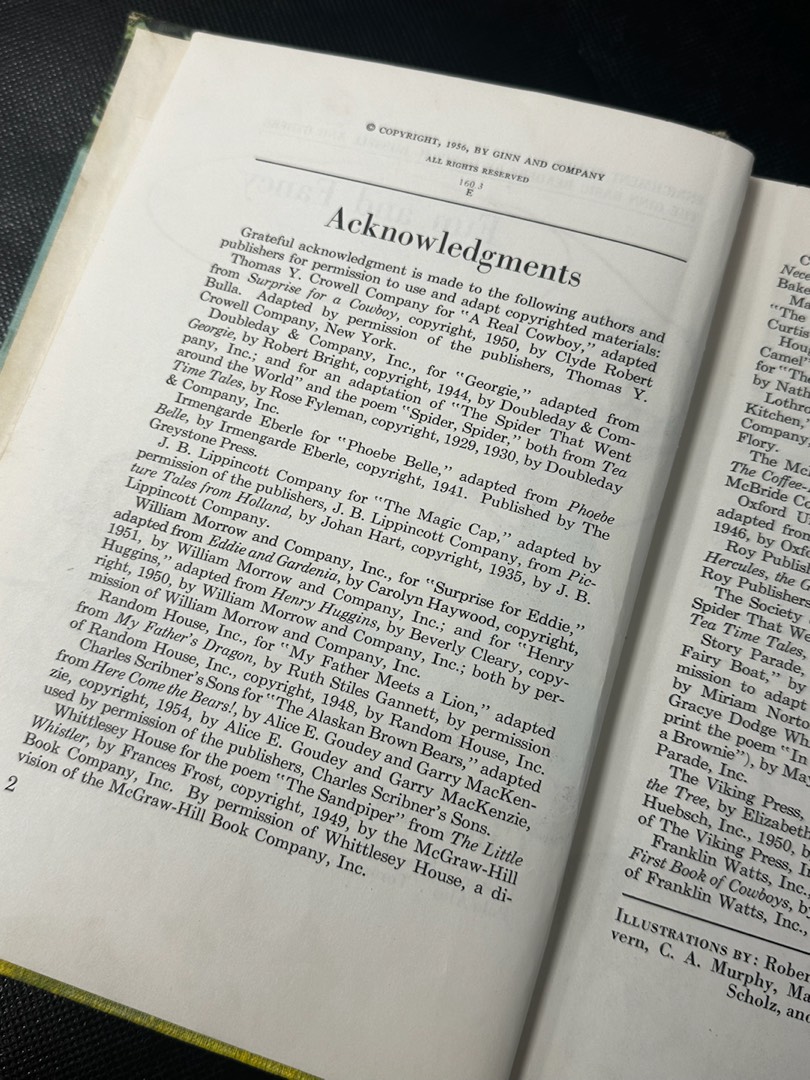 © COPYRIGHT, 1956, BY GINN AND COMPANY
ALL RIGHTS RESERVED
160.3
E
Acknowledgments
Grateful acknowledgment is made to the following authors and
publishers for permission to use and adapt copyrighted materials:
Thomas Y. Crowell Company for "A Real Cowboy," adapted
from Surprise for a Cowboy, copyright, 1950, by Clyde Robert
Bulla. Adapted by permission of the publishers, Thomas Y.
Crowell Company, New York.
Doubleday & Company, Inc., for "Georgie," adapted from
Georgie, by Robert Bright, copyright, 1944, by Doubleday & Com-
pany, Inc.; and for an adaptation of "The Spider That Went
around the World" and the poem "Spider, Spider," both from Tea
Time Tales, by Rose Fyleman, copyright, 1929, 1930, by Doubleday
& Company, Inc.
Irmengarde Eberle for "Phoebe Belle," adapted from Phoebe
Belle, by Irmengarde Eberle, copyright, 1941. Published by The
Greystone Press.
J. B. Lippincott Company for "The Magic Cap," adapted by
permission of the publishers, J. B. Lippincott Company, from Pic-
ture Tales from Holland, by Johan Hart, copyright, 1935, by J. B.
Lippincott Company.
William Morrow and Company, Inc., for "Surprise for Eddie,"
adapted from Eddie and Gardenia, by Carolyn Haywood, copyright,
1951, by William Morrow and Company, Inc.; and for "Henry
Huggins," adapted from Henry Huggins, by Beverly Cleary, copy-
right, 1950, by William Morrow and Company, Inc.; both by per-
mission of William Morrow and Company, Inc.
Random House, Inc., for "My Father Meets a Lion," adapted
from My Father's Dragon, by Ruth Stiles Gannett, by permission
of Random House, Inc., copyright, 1948, by Random House, Inc.
Charles Scribner's Sons for "The Alaskan Brown Bears," adapted
from Here Come the Bears!, by Alice E. Goudey and Garry MacKen-
zie, copyright, 1954, by Alice E. Goudey and Garry MacKenzie,
used by permission of the publishers, Charles Scribner's Sons.
Whittlesey House for the poem "The Sandpiper" from The Little
Whistler, by Frances Frost, copyright, 1949, by the McGraw-Hill
Book Company, Inc. By permission of Whittlesey House, a di-
vision of the McGraw-Hill Book Company, Inc.
2
C
Nece
Bake
Ma
"The
Curtis
Hou
Camel"
for "The
by Nath
Lothro
Kitchen,"
Company,
Flory.
The McB
The Coffee-
McBride Co
Oxford U
adapted from
1946, by Oxfo
Roy Publish
Hercules, the G
Roy Publishers
The Society
Spider That We
Tea Time Tales,
Story Parade,
Fairy Boat," by
mission to adapt
by Miriam Norto
Gracye Dodge Wh
print the poem "In
a Brownie"), by May
Parade, Inc.
The Viking Press,
the Tree, by Elizabeth
Huebsch, Inc., 1950, b
of The Viking Press, In
Franklin Watts, Inc.,
First Book of Cowboys, b
of Franklin Watts, Inc.,
ILLUSTRATIONS BY: Rober
vern, C. A. Murphy, Ma
Scholz, and